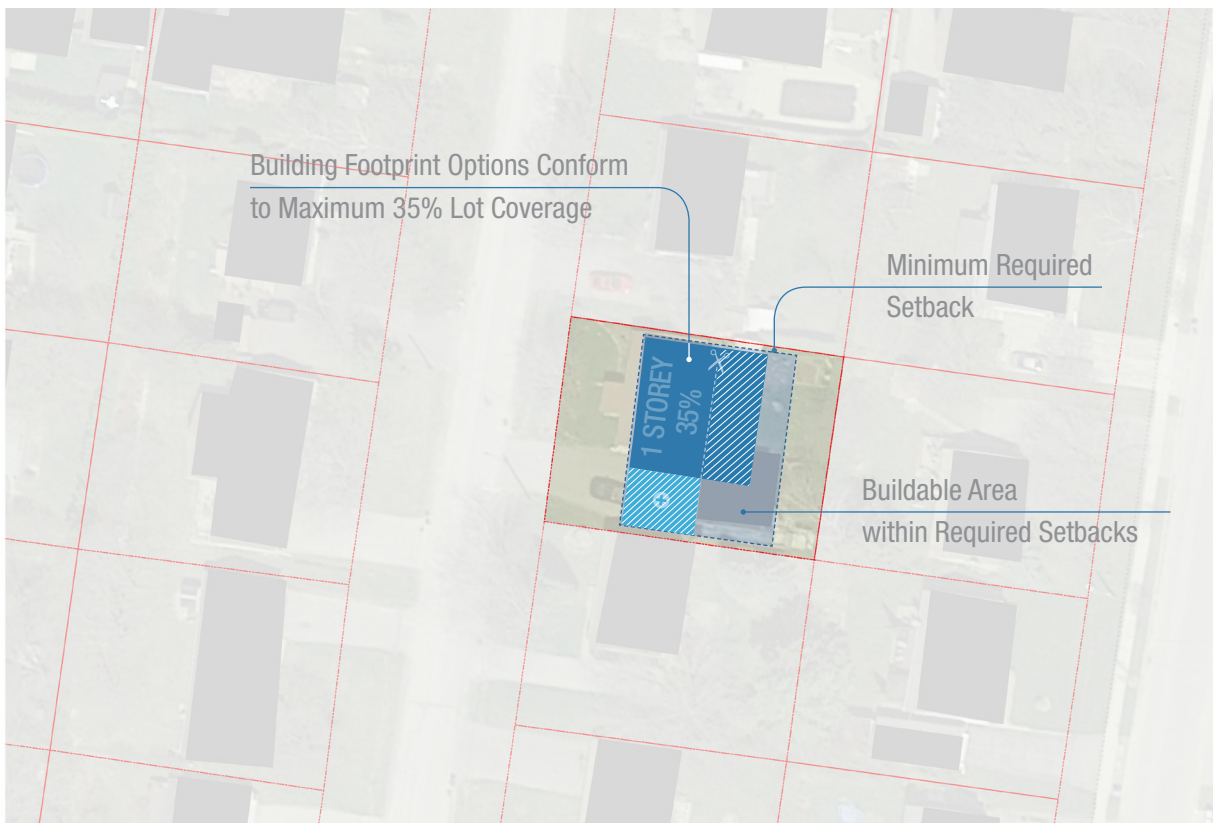 Building Footprint Options Conform
to Maximum 35% Lot Coverage
Minimum Required
Setback
1 STOREY
35%
Buildable Area
within Required Setbacks